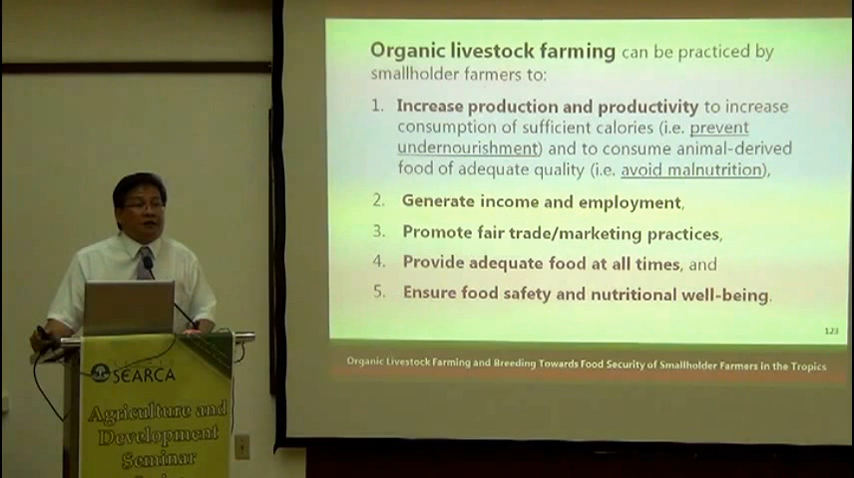 Organic livestock farming can be practiced by
smallholder farmers to:
1. Increase production and productivity to increase
consumption of sufficient calories (i.e. prevent
undernourishment) and to consume animal-derived
food of adequate quality (i.e. avoid malnutrition),
2. Generate income and employment,
3. Promote fair trade/marketing practices,
4. Provide adequate food at all times, and
5. Ensure food safety and nutritional well-being.
123
Organic Livestock Farming and Breeding Towards Food Security of Smallholder Farmers in the Tropics
SEARCA
Agriculture and
Development
Seminar